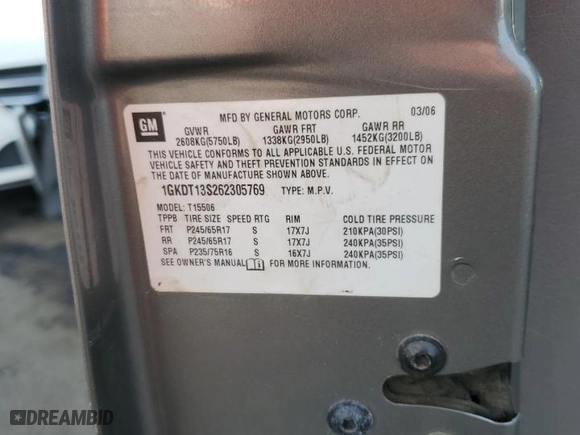 MFD BY GENERAL MOTORS CORP. 03/06
GM
GVWR GAWR FRT GAWR RR
2608KG(5750LB) 1338KG(2950LB) 1452KG(3200LB)
THIS VEHICLE CONFORMS TO ALL APPLICABLE U.S. FEDERAL MOTOR
VEHICLE SAFETY AND THEFT PREVENTION STANDARDS IN EFFECT ON
THE DATE OF MANUFACTURE SHOWN ABOVE.
1GKDT13S262305769 TYPE: M.P.V.
MODEL: T15506
TPPB TIRE SIZE SPEED RTG RIM COLD TIRE PRESSURE
FRT P245/65R17 S 17X7J 210KPA(30PSI)
RR P245/65R17 S 17X7J 240KPA(35PSI)
SPA P235/75R16 S 16X7J 240KPA(35PSI)
SEE OWNER'S MANUAL FOR MORE INFORMATION.
DREAMBID